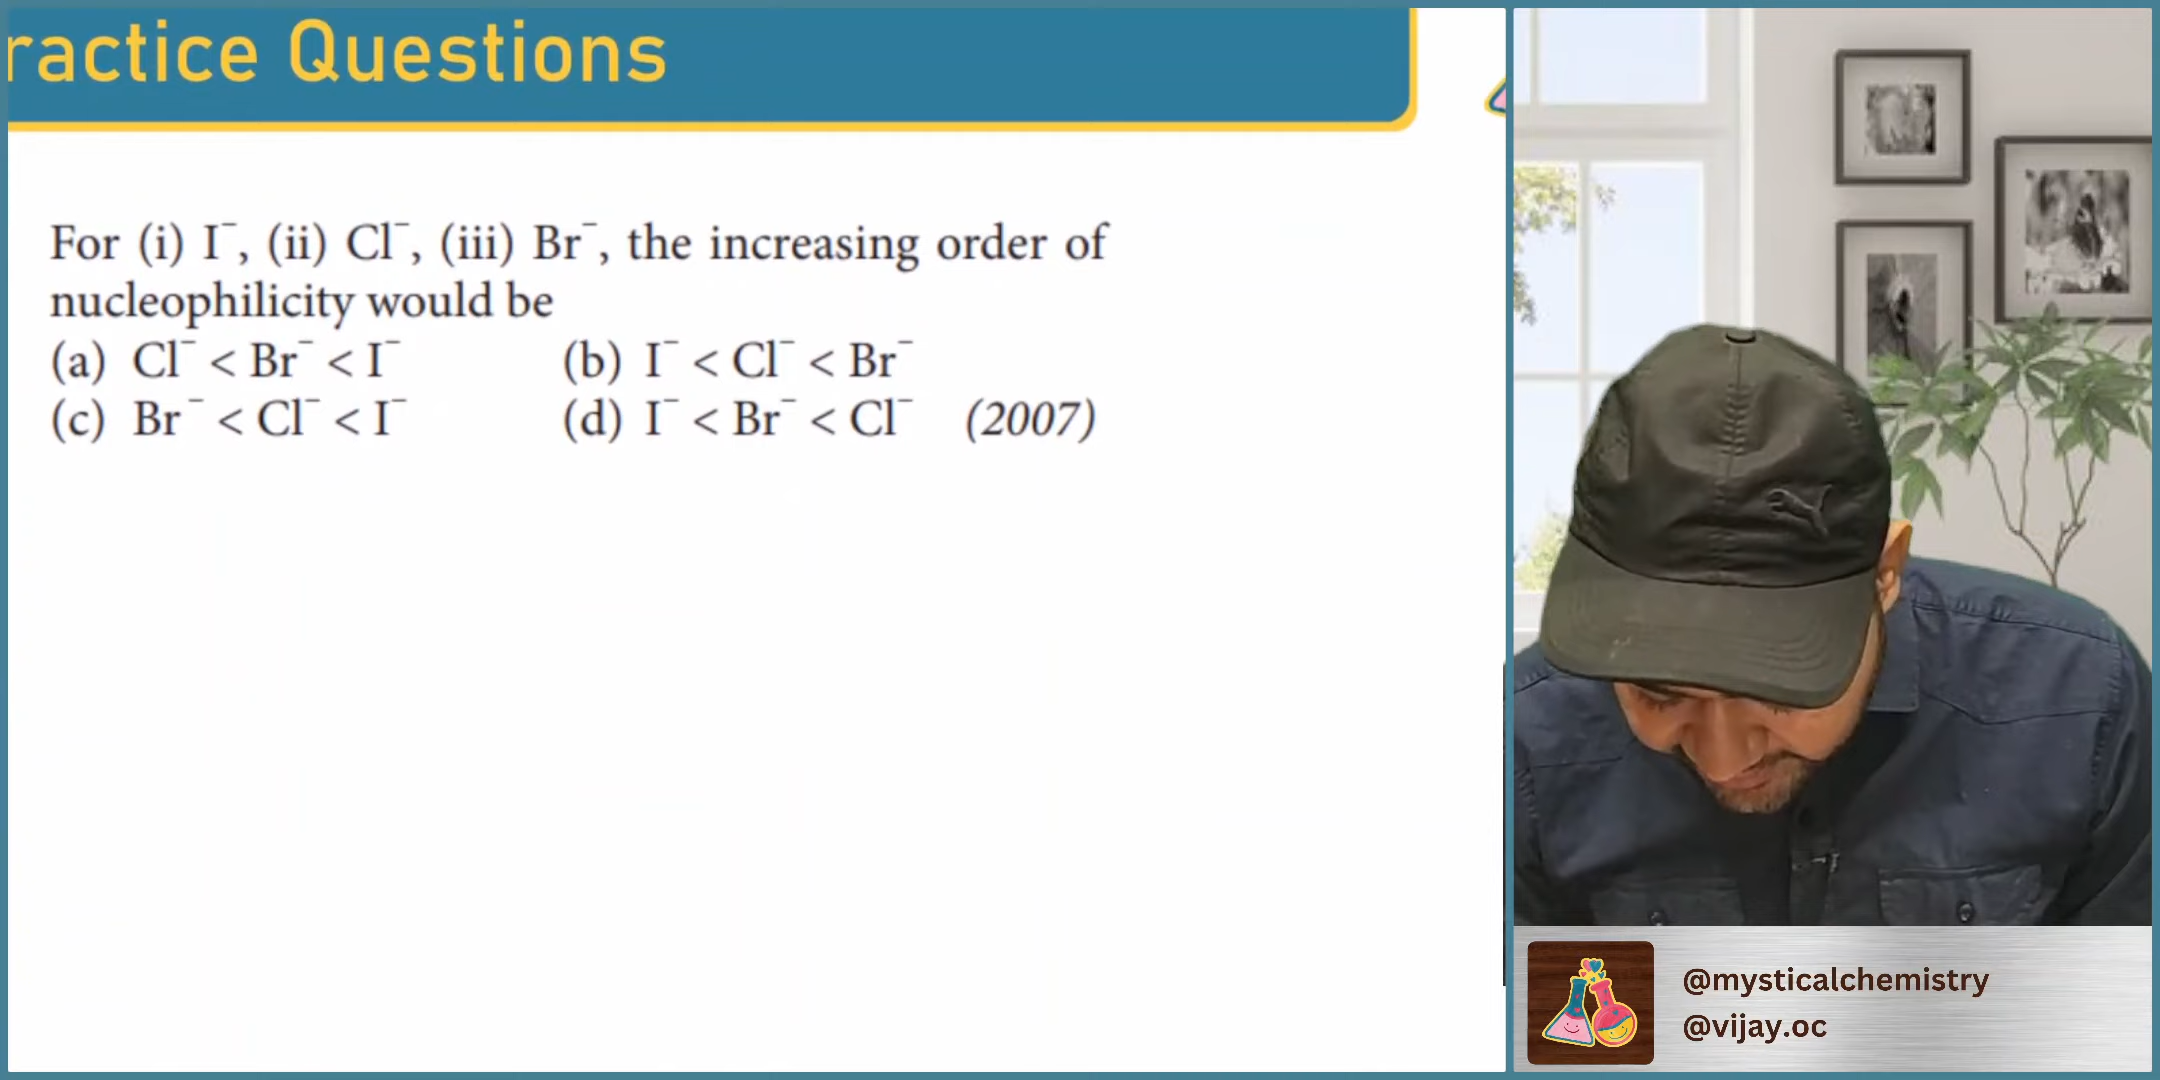 ractice Questions
For (i) I⁻, (ii) Cl⁻, (iii) Br⁻, the increasing order of
nucleophilicity would be
(a) Cl⁻ < Br⁻ < I⁻ (b) I⁻ < Cl⁻ < Br⁻
(c) Br⁻ < Cl⁻ < I⁻ (d) I⁻ < Br⁻ < Cl⁻ (2007)
@mysticalchemistry
@vijay.oc